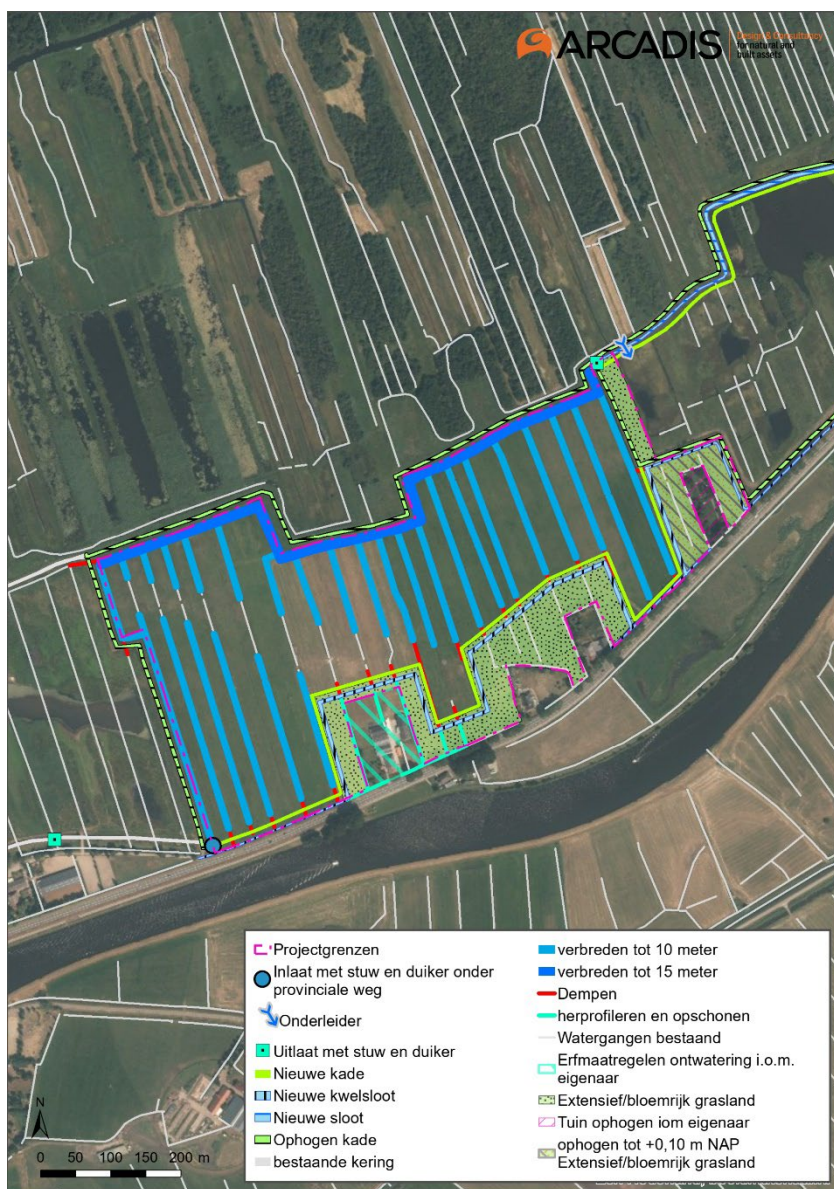 ARCADIS
Design & Consultancy
for natural and
built assets
Projectgrenzen
Inlaat met stuw en duiker onder
provinciale weg
Onderleider
Uitlaat met stuw en duiker
Nieuwe kade
Nieuwe kwelsloot
Nieuwe sloot
Ophogen kade
bestaande kering
verbreden tot 10 meter
verbreden tot 15 meter
Dempen
herprofileren en opschonen
Watergangen bestaand
Erfmaatregelen ontwatering i.o.m.
eigenaar
Extensief/bloemrijk grasland
Tuin ophogen iom eigenaar
ophogen tot +0,10 m NAP
Extensief/bloemrijk grasland
N
0 50 100 150 200 m